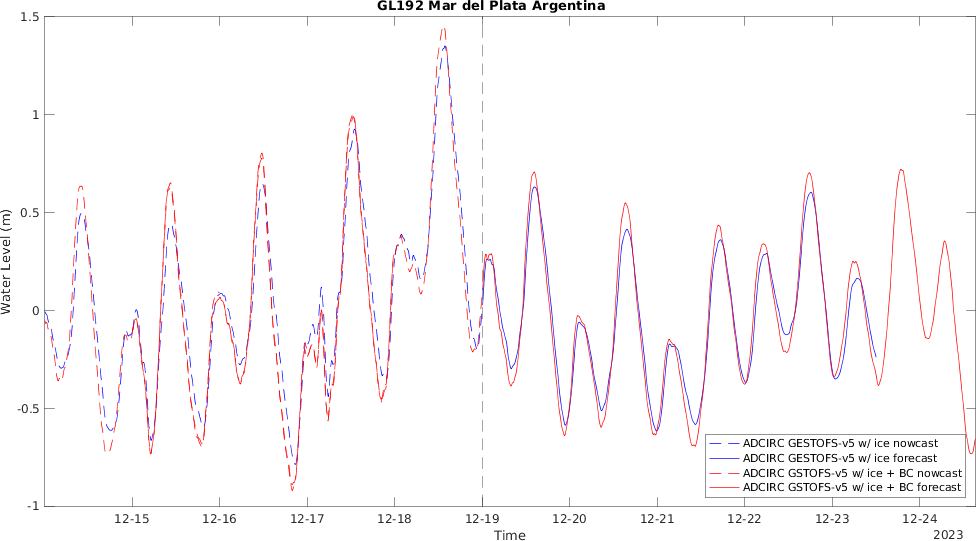 GL192 Mar del Plata Argentina
1.5
1
0.5
0
-0.5
-1
Water Level (m)
12-15 12-16 12-17 12-18 12-19 12-20 12-21 12-22 12-23 12-24
Time
2023
ADCIRC GESTOFS-v5 w/ ice nowcast
ADCIRC GESTOFS-v5 w/ ice forecast
ADCIRC GSTOFS-v5 w/ ice + BC nowcast
ADCIRC GSTOFS-v5 w/ ice + BC forecast